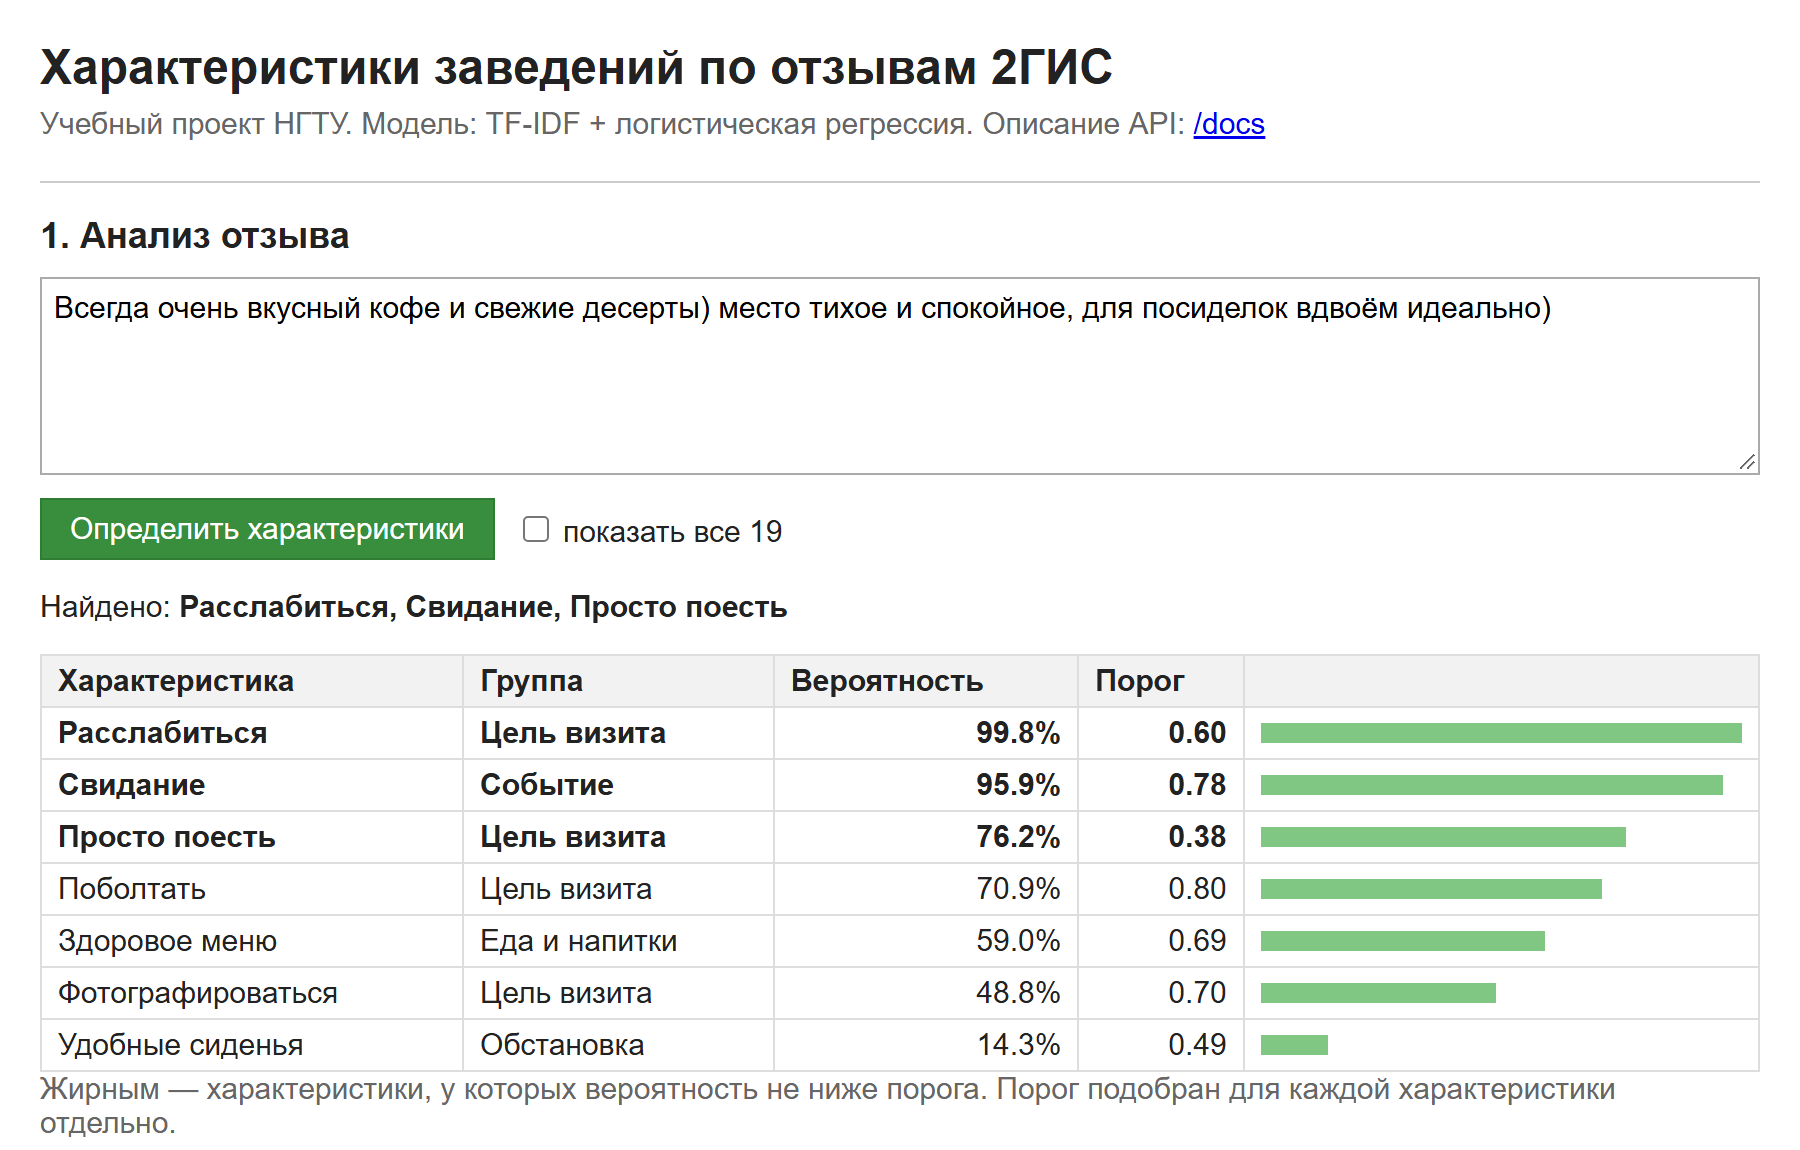 Характеристики заведений по отзывам 2ГИС
Учебный проект НГТУ. Модель: TF-IDF + логистическая регрессия. Описание API: /docs
1. Анализ отзыва
Всегда очень вкусный кофе и свежие десерты) место тихое и спокойное, для посиделок вдвоём идеально)
Определить характеристики показать все 19
Найдено: Расслабиться, Свидание, Просто поесть
Характеристика Группа Вероятность Порог
Расслабиться Цель визита 99.8% 0.60
Свидание Событие 95.9% 0.78
Просто поесть Цель визита 76.2% 0.38
Поболтать Цель визита 70.9% 0.80
Здоровое меню Еда и напитки 59.0% 0.69
Фотографироваться Цель визита 48.8% 0.70
Удобные сиденья Обстановка 14.3% 0.49
Жирным — характеристики, у которых вероятность не ниже порога. Порог подобран для каждой характеристики
отдельно.